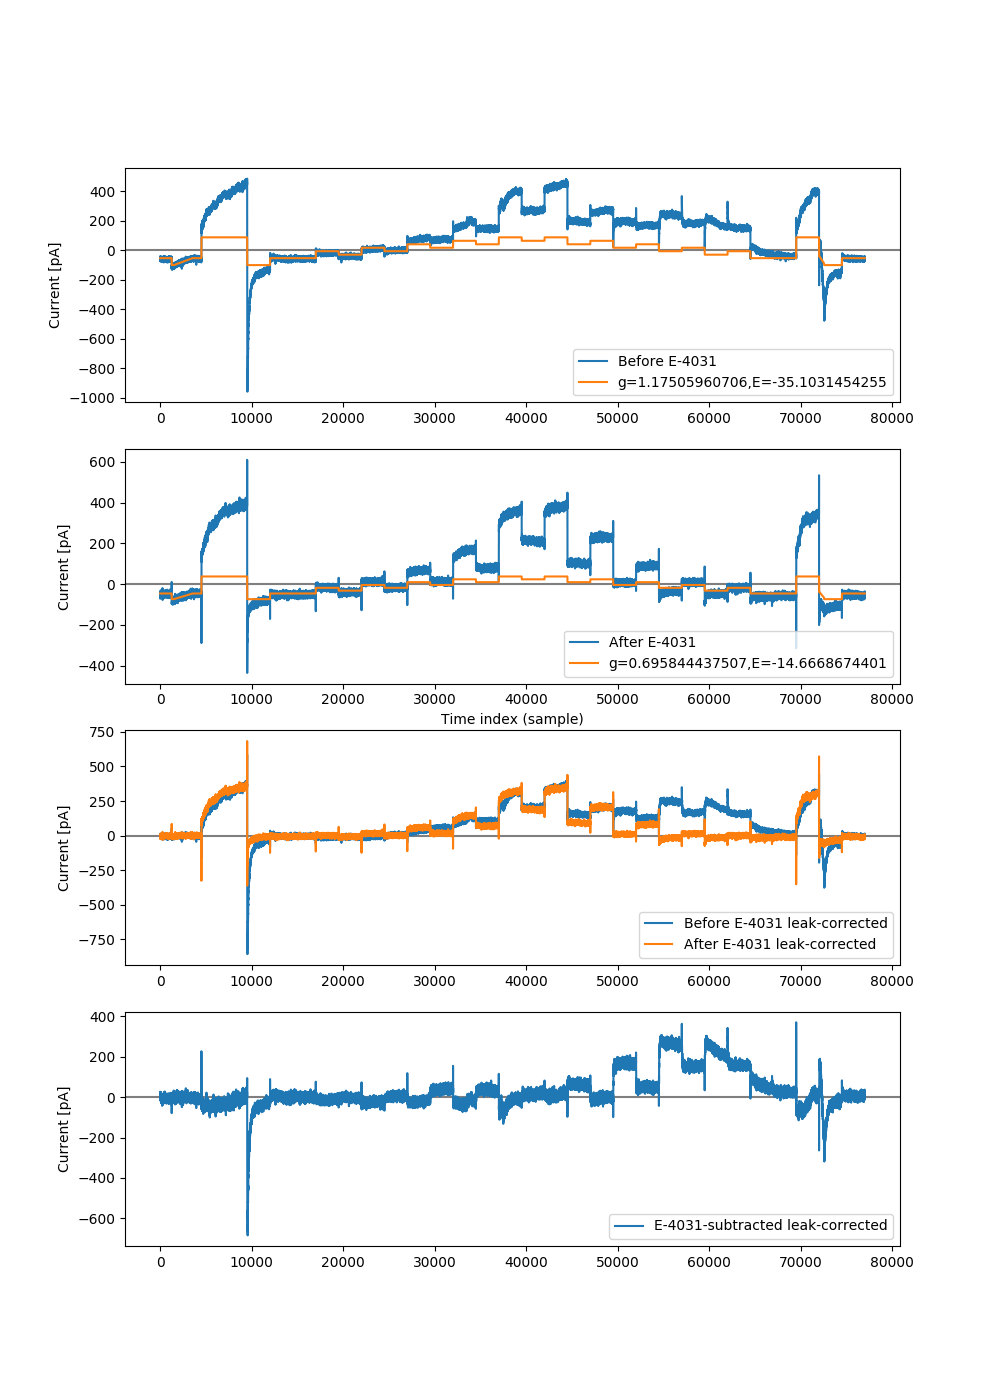 400
200
0
−200
−400
−600
−800
−1000
Current [pA]
Before E-4031
g=1.17505960706,E=-35.1031454255
0 10000 20000 30000 40000 50000 60000 70000 80000
600
400
200
0
−200
−400
Current [pA]
After E-4031
g=0.695844437507,E=-14.6668674401
0 10000 20000 30000 40000 50000 60000 70000 80000
Time index (sample)
750
500
250
0
−250
−500
−750
Current [pA]
Before E-4031 leak-corrected
After E-4031 leak-corrected
0 10000 20000 30000 40000 50000 60000 70000 80000
400
200
0
−200
−400
−600
Current [pA]
E-4031-subtracted leak-corrected
0 10000 20000 30000 40000 50000 60000 70000 80000